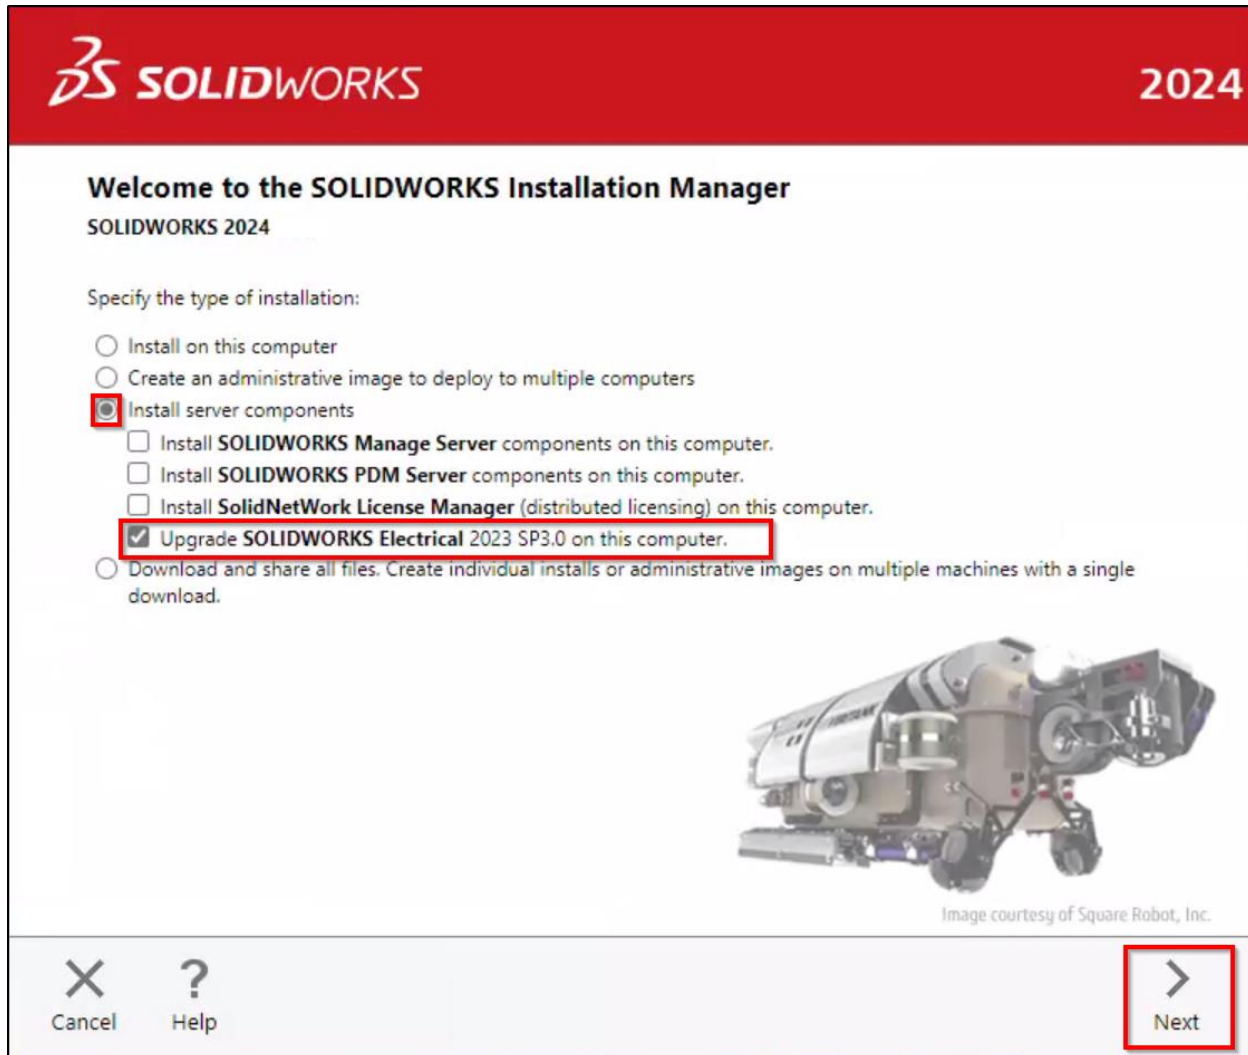 3DS SOLIDWORKS
2024
Welcome to the SOLIDWORKS Installation Manager
SOLIDWORKS 2024
Specify the type of installation:
Install on this computer
Create an administrative image to deploy to multiple computers
Install server components
Install SOLIDWORKS Manage Server components on this computer.
Install SOLIDWORKS PDM Server components on this computer.
Install SolidNetWork License Manager (distributed licensing) on this computer.
Upgrade SOLIDWORKS Electrical 2023 SP3.0 on this computer.
Download and share all files. Create individual installs or administrative images on multiple machines with a single
download.
Image courtesy of Square Robot, Inc.
Cancel
Help
Next